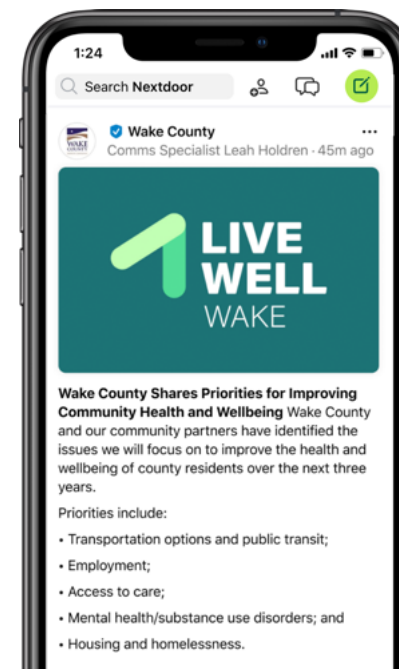 1:24
Search Nextdoor
Wake County
Comms Specialist Leah Holdren · 45m ago
WAKE
COUNTY
LIVE
WELL
WAKE
Wake County Shares Priorities for Improving
Community Health and Wellbeing Wake County
and our community partners have identified the
issues we will focus on to improve the health and
wellbeing of county residents over the next three
years.
Priorities include:
• Transportation options and public transit;
• Employment;
• Access to care;
• Mental health/substance use disorders; and
• Housing and homelessness.